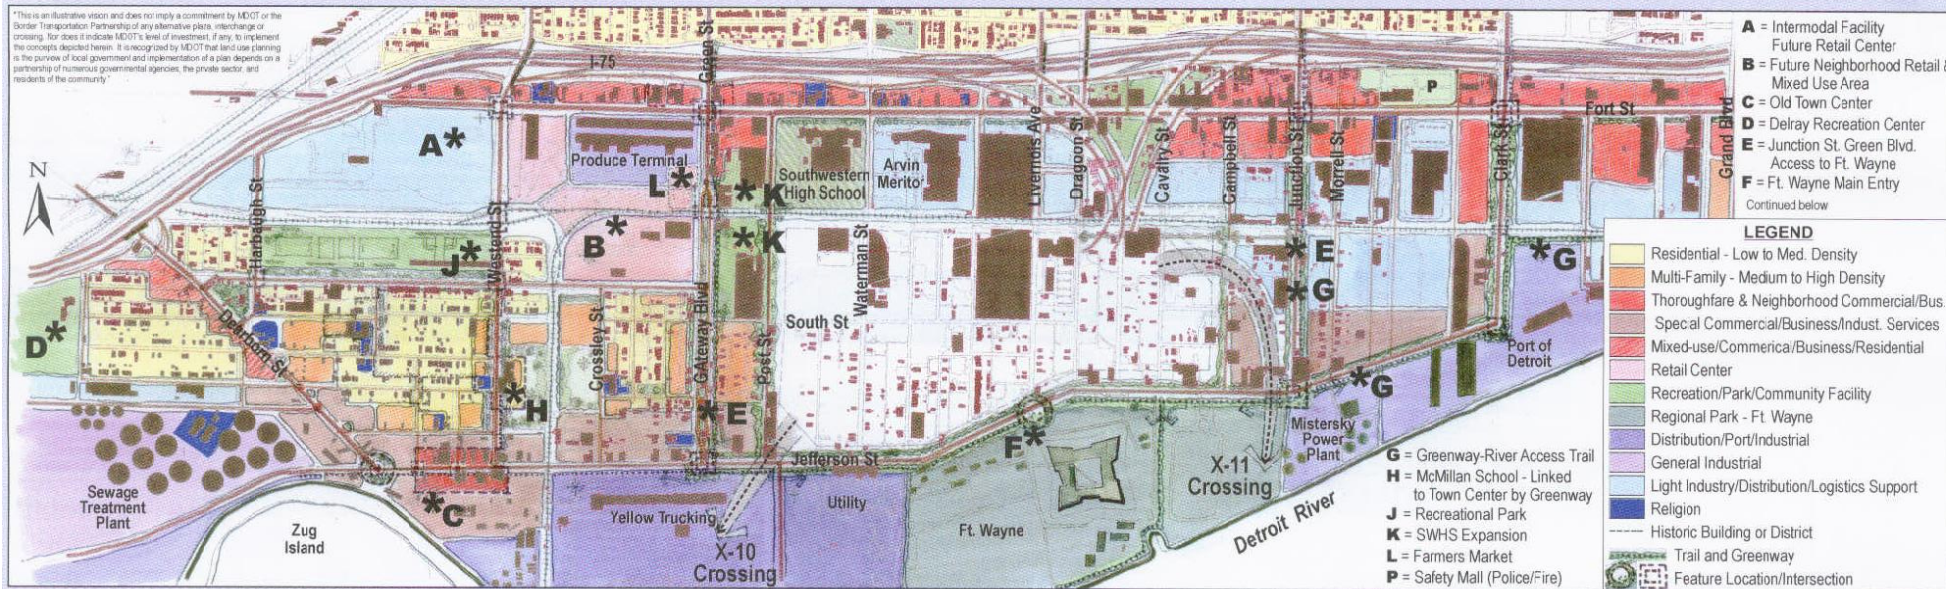 "This is an illustrative vision and does not imply a commitment by MDOT or the
Border Transportation Partnership of any alternative plaza, interchange or
crossing. Nor does it indicate MDOT's level of investment, if any, to implement
the concepts depicted herein. It is recognized by MDOT that land use planning
is the purview of local government and implementation of a plan depends on a
partnership of numerous governmental agencies, the private sector, and
residents of the community."
I-75
Green St
Fort St
Grand Blvd
N
A*
Produce Terminal
L*
*K
Southwestern
High School
Arvin
Meritor
Livernois Ave
Dragoon St
Cavalry St
Campbell St
Junction St
Morrell St
Clark St
P
Harbaugh St
Westend St
J*
B*
*K
Waterman St
*E
*G
*G
D*
Dearborn St
Crossley St
GAteway Blvd
Post St
South St
*H
*E
*G
Port of
Detroit
F*
Mistersky
Power
Plant
Sewage
Treatment
Plant
*C
Zug
Island
Jefferson St
Yellow Trucking
Utility
X-10
Crossing
Ft. Wayne
X-11
Crossing
Detroit River
A = Intermodal Facility
Future Retail Center
B = Future Neighborhood Retail &
Mixed Use Area
C = Old Town Center
D = Delray Recreation Center
E = Junction St. Green Blvd.
Access to Ft. Wayne
F = Ft. Wayne Main Entry
Continued below
G = Greenway-River Access Trail
H = McMillan School - Linked
to Town Center by Greenway
J = Recreational Park
K = SWHS Expansion
L = Farmers Market
P = Safety Mall (Police/Fire)
LEGEND
Residential - Low to Med. Density
Multi-Family - Medium to High Density
Thoroughfare & Neighborhood Commercial/Bus.
Special Commercial/Business/Indust. Services
Mixed-use/Commerica/Business/Residential
Retail Center
Recreation/Park/Community Facility
Regional Park - Ft. Wayne
Distribution/Port/Industrial
General Industrial
Light Industry/Distribution/Logistics Support
Religion
Historic Building or District
Trail and Greenway
Feature Location/Intersection